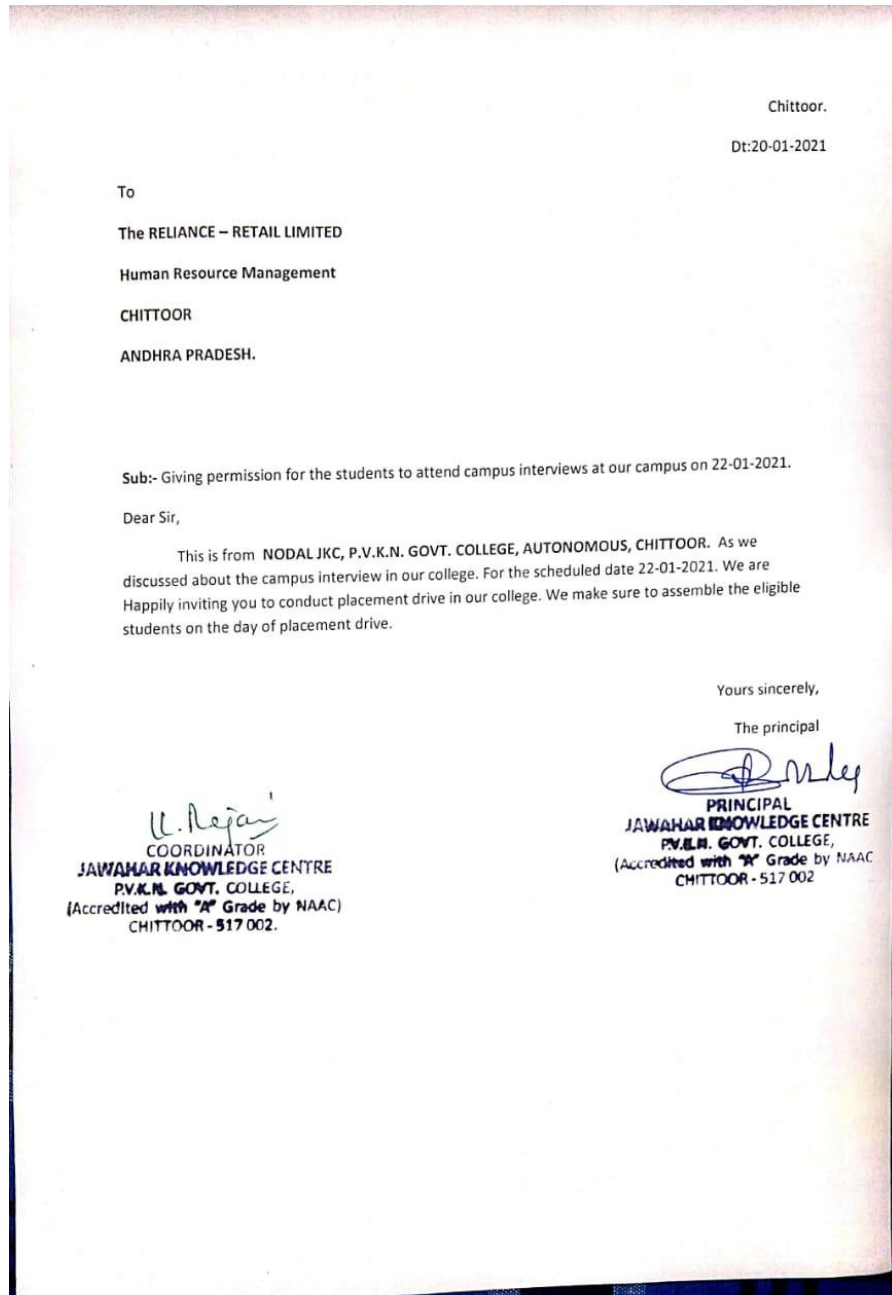 Chittoor.
Dt:20-01-2021
To
The RELIANCE – RETAIL LIMITED
Human Resource Management
CHITTOOR
ANDHRA PRADESH.
Sub:- Giving permission for the students to attend campus interviews at our campus on 22-01-2021.
Dear Sir,
This is from NODAL JKC, P.V.K.N. GOVT. COLLEGE, AUTONOMOUS, CHITTOOR. As we
discussed about the campus interview in our college. For the scheduled date 22-01-2021. We are
Happily inviting you to conduct placement drive in our college. We make sure to assemble the eligible
students on the day of placement drive.
Yours sincerely,
The principal
PRINCIPAL
JAWAHAR KNOWLEDGE CENTRE
P.V.K.N. GOVT. COLLEGE,
(Accredited with "A" Grade by NAAC
CHITTOOR - 517 002
COORDINATOR
JAWAHAR KNOWLEDGE CENTRE
P.V.K.N. GOVT. COLLEGE,
(Accredited with "A" Grade by NAAC)
CHITTOOR - 517 002.